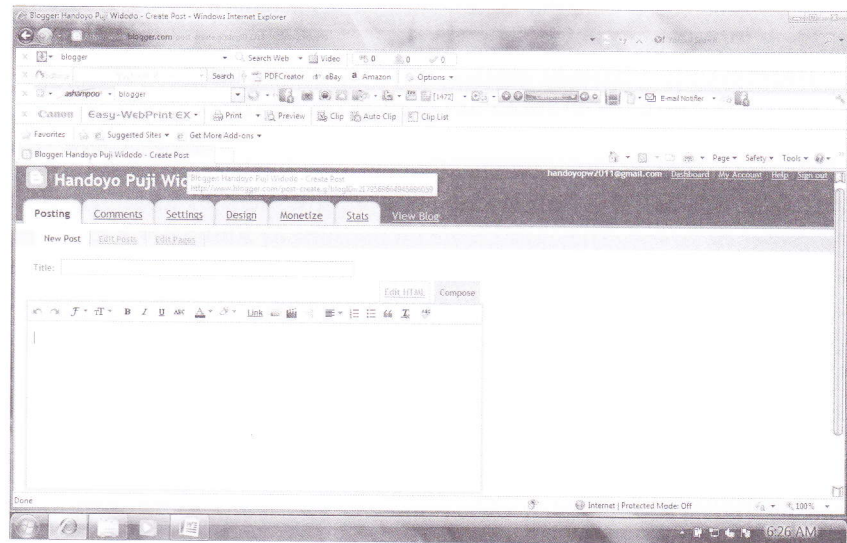 Blogger: Handoyo Puji Widodo - Create Post - Windows Internet Explorer
blogger.com
blogger Search Web Video 0 0 0
Search PDFCreator eBay Amazon Options
ashampoo blogger [1472] E-mail Notifier
Canon Easy-WebPrint EX Print Preview Clip Auto Clip Clip List
Favorites Suggested Sites Get More Add-ons
Blogger: Handoyo Puji Widodo - Create Post Page Safety Tools
Handoyo Puji Wid
Blogger: Handoyo Puji Widodo - Create Post
handoyopw2011@gmail.com Dashboard My Account Help Sign out
Posting Comments Settings Design Monetize Stats View Blog
New Post Edit Posts Edit Pages
Title:
Edit HTML Compose
B I U ABC A Link
Done Internet | Protected Mode: Off 100%
6:26 AM